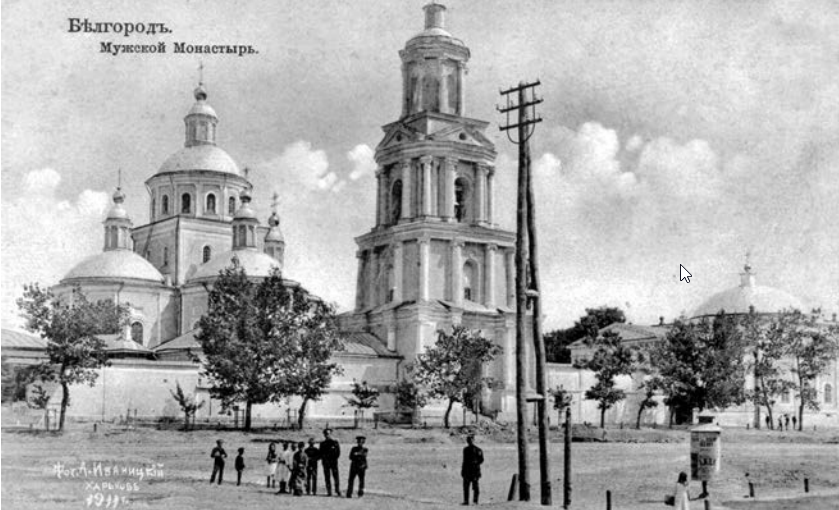 Бѣлгородъ.
Мужской Монастырь.
Фот. А. Иваницкій
Харьковъ
1911 г.